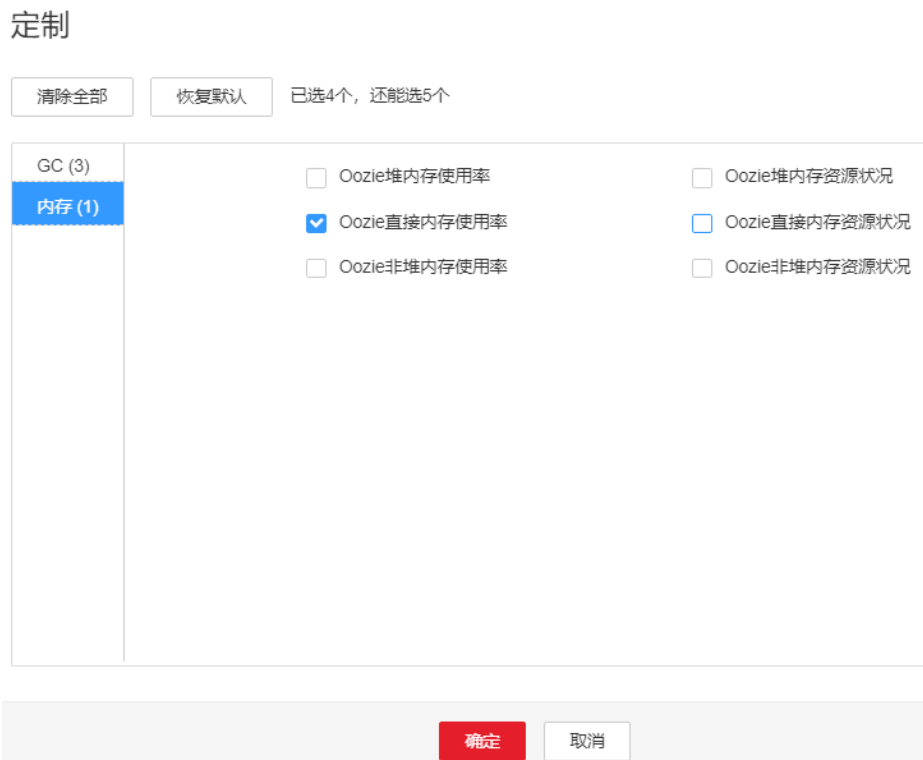 定制
清除全部 恢复默认 已选4个，还能选5个
GC (3)
内存 (1)
Oozie堆内存使用率 Oozie堆内存资源状况
Oozie直接内存使用率 Oozie直接内存资源状况
Oozie非堆内存使用率 Oozie非堆内存资源状况
确定 取消